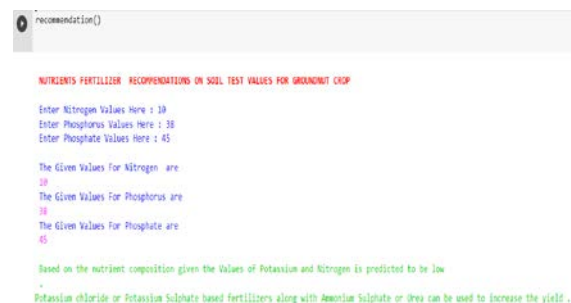 recommendation()
NUTRIENTS FERTILIZER RECOMMENDATIONS ON SOIL TEST VALUES FOR GROUNDNUT CROP
Enter Nitrogen Values Here : 10
Enter Phosphorus Values Here : 38
Enter Phosphate Values Here : 45
The Given Values For Nitrogen are
10
The Given Values For Phosphorus are
38
The Given Values For Phosphate are
45
Based on the nutrient composition given the Values of Potassium and Nitrogen is predicted to be low
.
Potassium chloride or Potassium Sulphate based fertilizers along with Ammonium Sulphate or Urea can be used to increase the yield .